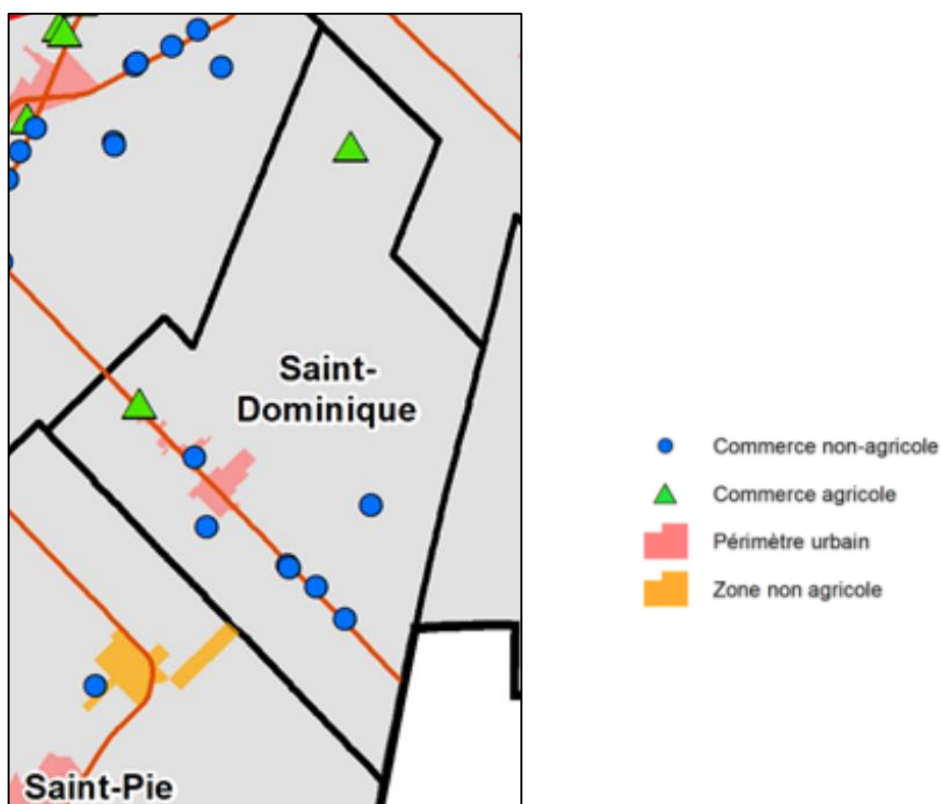 Saint-
Dominique
Saint-Pie
Commerce non-agricole
Commerce agricole
Périmètre urbain
Zone non agricole